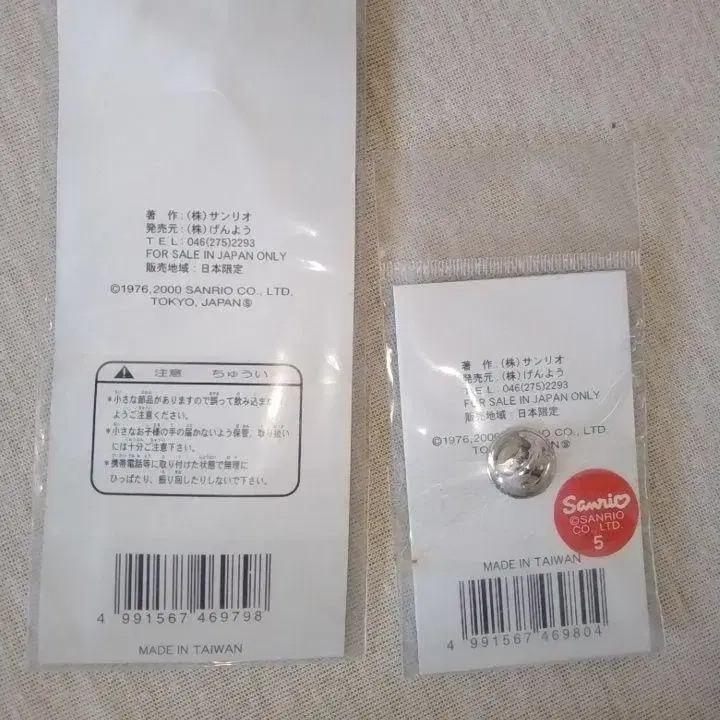 著 作:(株)サンリオ
発売元:(株)げんよう
TEL:046(275)2293
FOR SALE IN JAPAN ONLY
販売地域:日本限定
©1976,2000 SANRIO CO., LTD.
TOKYO, JAPAN Ⓢ
注意 ちゅうい
*小さな部品がありますので誤って飲み込まない
ようご注意ください。
*小さなお子様の手の届かないよう保管、取り扱い
には十分ご注意下さい。
*携帯電話等に取り付けた状態で無理に
ひっぱたり、振り回したりしないで下さい。
4 991567 469798
MADE IN TAIWAN
著 作:(株)サンリオ
発売元:(株)げんよう
TEL:046(275)2293
FOR SALE IN JAPAN ONLY
販売地域:日本限定
©1976,2000 SANRIO CO., LTD.
Sanrio
©SANRIO
CO., LTD.
5
MADE IN TAIWAN
4 991567 469804